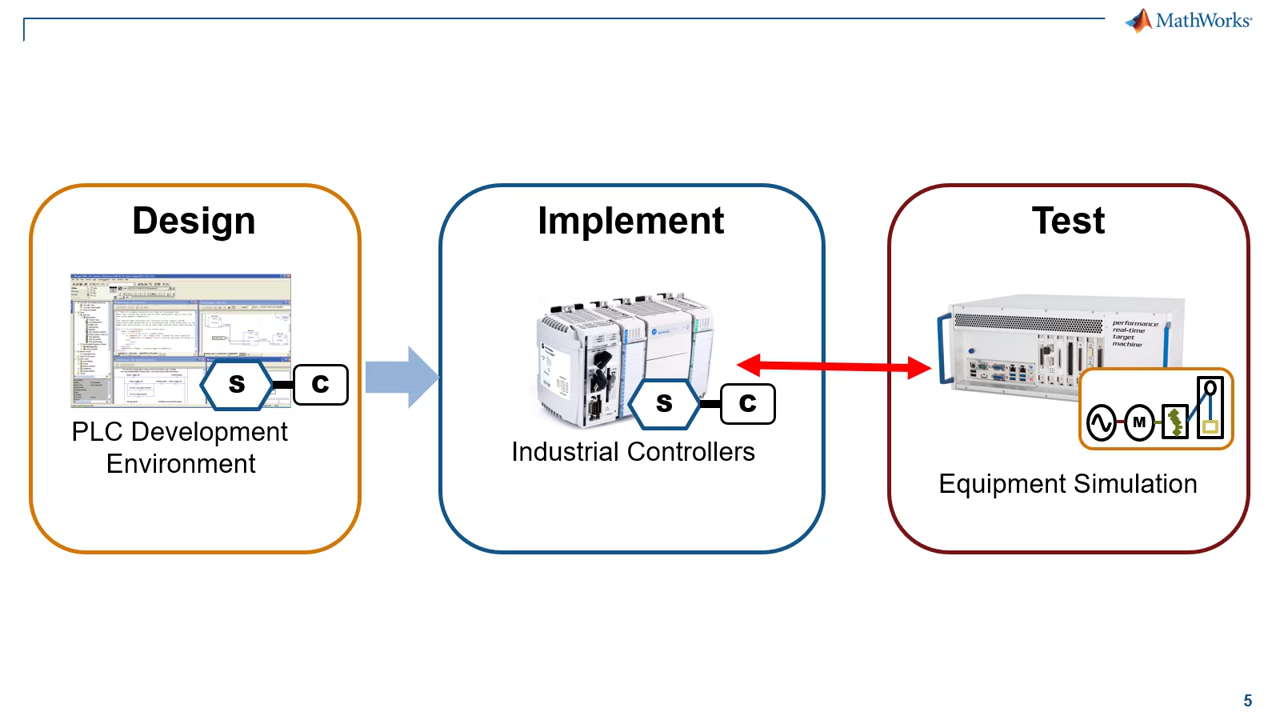 MathWorks®
Design
Implement
Test
performance
real-time
target
machine
S
C
S
C
M
PLC Development
Environment
Industrial Controllers
Equipment Simulation
5